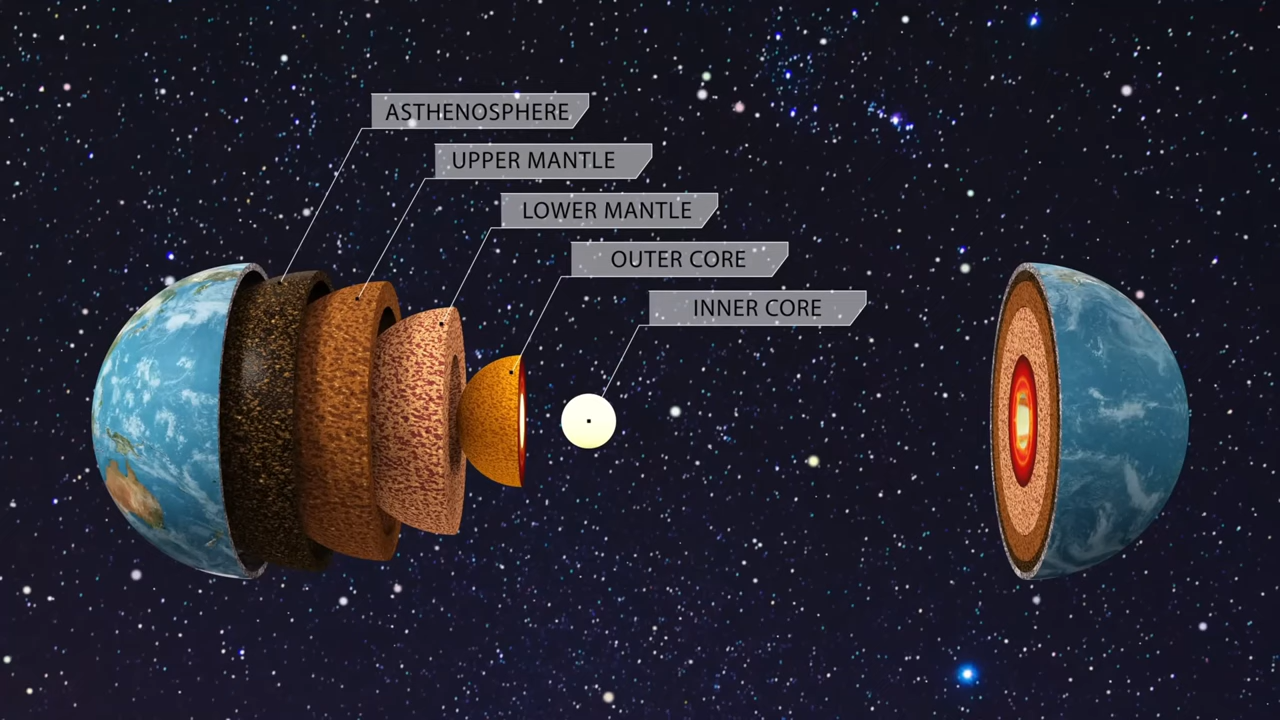 ASTHENOSPHERE
UPPER MANTLE
LOWER MANTLE
OUTER CORE
INNER CORE